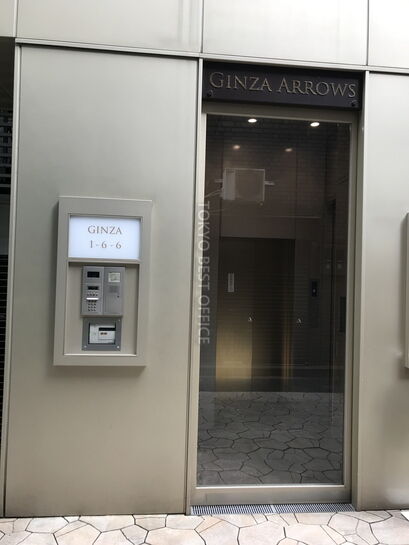 GINZA ARROWS
GINZA
1-6-6
TOKYO BEST OFFICE